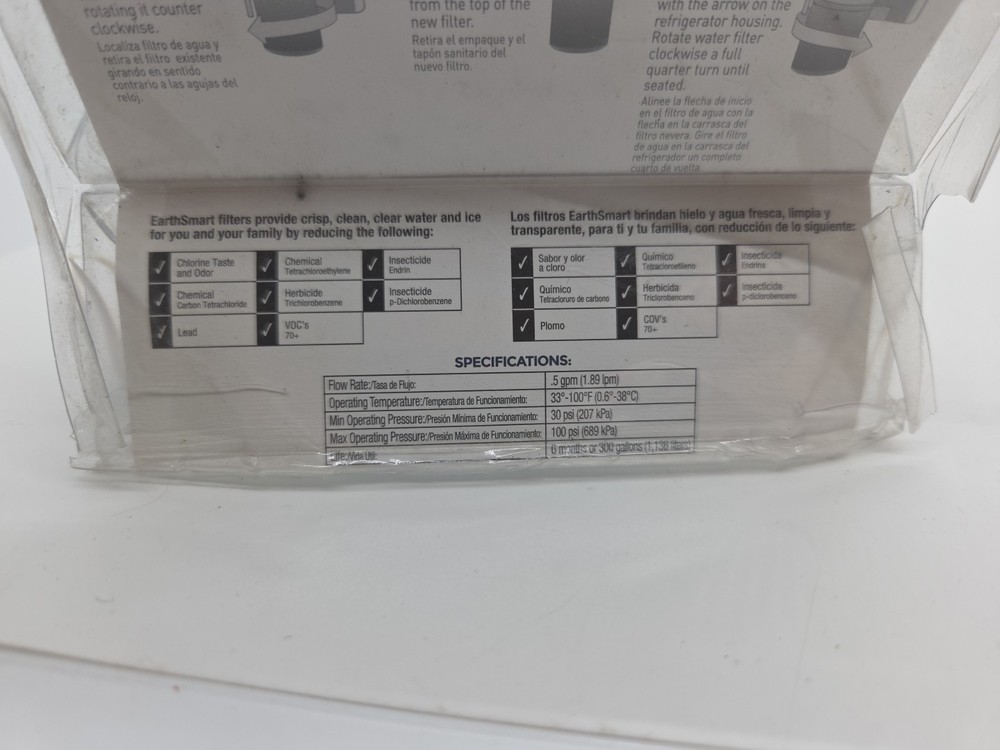 rotating it counter
clockwise.
Localiza filtro de agua y
retira el filtro existente
girando en sentido
contrario a las agujas del
reloj.
from the top of the
new filter.
Retira el empaque y el
tapón sanitario del
nuevo filtro.
with the arrow on the
refrigerator housing.
Rotate water filter
clockwise a full
quarter turn until
seated.
Alinee la flecha de inicio
en el filtro de agua con la
flecha en la carrasca del
filtro nevera. Gire el filtro
de agua en la carrasca del
refrigerador un completo
cuarto de vuelta.
A
EarthSmart filters provide crisp, clean, clear water and ice
for you and your family by reducing the following:
✓ Chlorine Taste
and Odor
✓ Chemical
Tetrachloroethylene
✓ Insecticide
Endrin
✓ Chemical
Carbon Tetrachloride
✓ Herbicide
Trichlorobenzene
✓ Insecticide
p-Dichlorobenzene
✓ Lead
✓ VOC's
70+
Los filtros EarthSmart brindan hielo y agua fresca, limpia y
transparente, para ti y tu familia, con reducción de lo siguiente:
✓ Sabor y olor
a cloro
✓ Químico
Tetracloroetileno
✓ Insecticida
Endrina
✓ Químico
Tetracloruro de carbono
✓ Herbicida
Triclorobenceno
✓ Insecticida
p-diclorobenceno
✓ Plomo
✓ COV's
70+
SPECIFICATIONS:
Flow Rate:/Tasa de Flujo: .5 gpm (1.89 lpm)
Operating Temperature:/Temperatura de Funcionamiento: 33°-100°F (0.6°-38°C)
Min Operating Pressure:/Presión Mínima de Funcionamiento: 30 psi (207 kPa)
Max Operating Pressure:/Presión Máxima de Funcionamiento: 100 psi (689 kPa)
Life:/Vida Útil: 6 months or 300 gallons (1,136 liters)